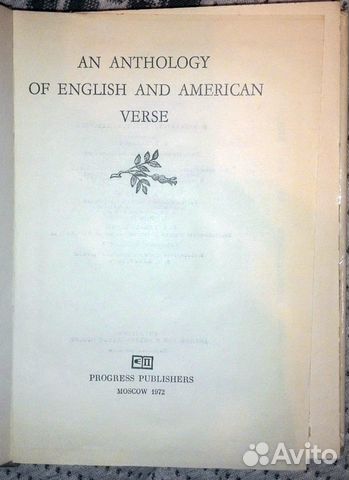 AN ANTHOLOGY
OF ENGLISH AND AMERICAN
VERSE
PROGRESS PUBLISHERS
MOSCOW 1972
Avito